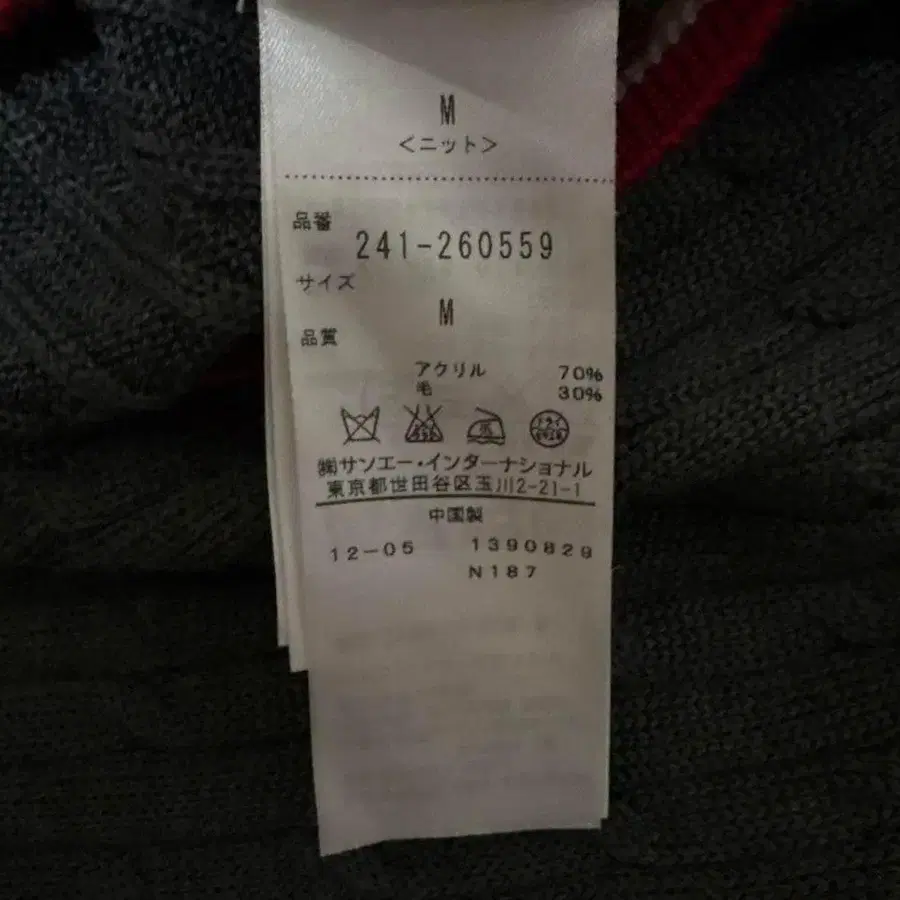 M
<ニット>
品番
241-260559
サイズ
M
品質
アクリル 70%
毛 30%
㈱サンエー・インターナショナル
東京都世田谷区玉川2-21-1
中国製
12-05 1390829
N187